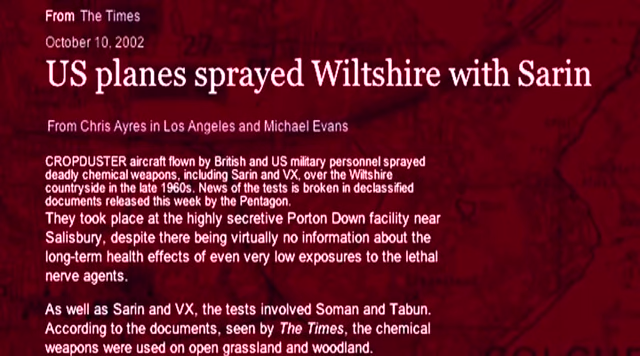 From The Times
October 10, 2002
US planes sprayed Wiltshire with Sarin
From Chris Ayres in Los Angeles and Michael Evans
CROPDUSTER aircraft flown by British and US military personnel sprayed
deadly chemical weapons, including Sarin and VX, over the Wiltshire
countryside in the late 1960s. News of the tests is broken in declassified
documents released this week by the Pentagon.
They took place at the highly secretive Porton Down facility near
Salisbury, despite there being virtually no information about the
long-term health effects of even very low exposures to the lethal
nerve agents.
As well as Sarin and VX, the tests involved Soman and Tabun.
According to the documents, seen by The Times, the chemical
weapons were used on open grassland and woodland.